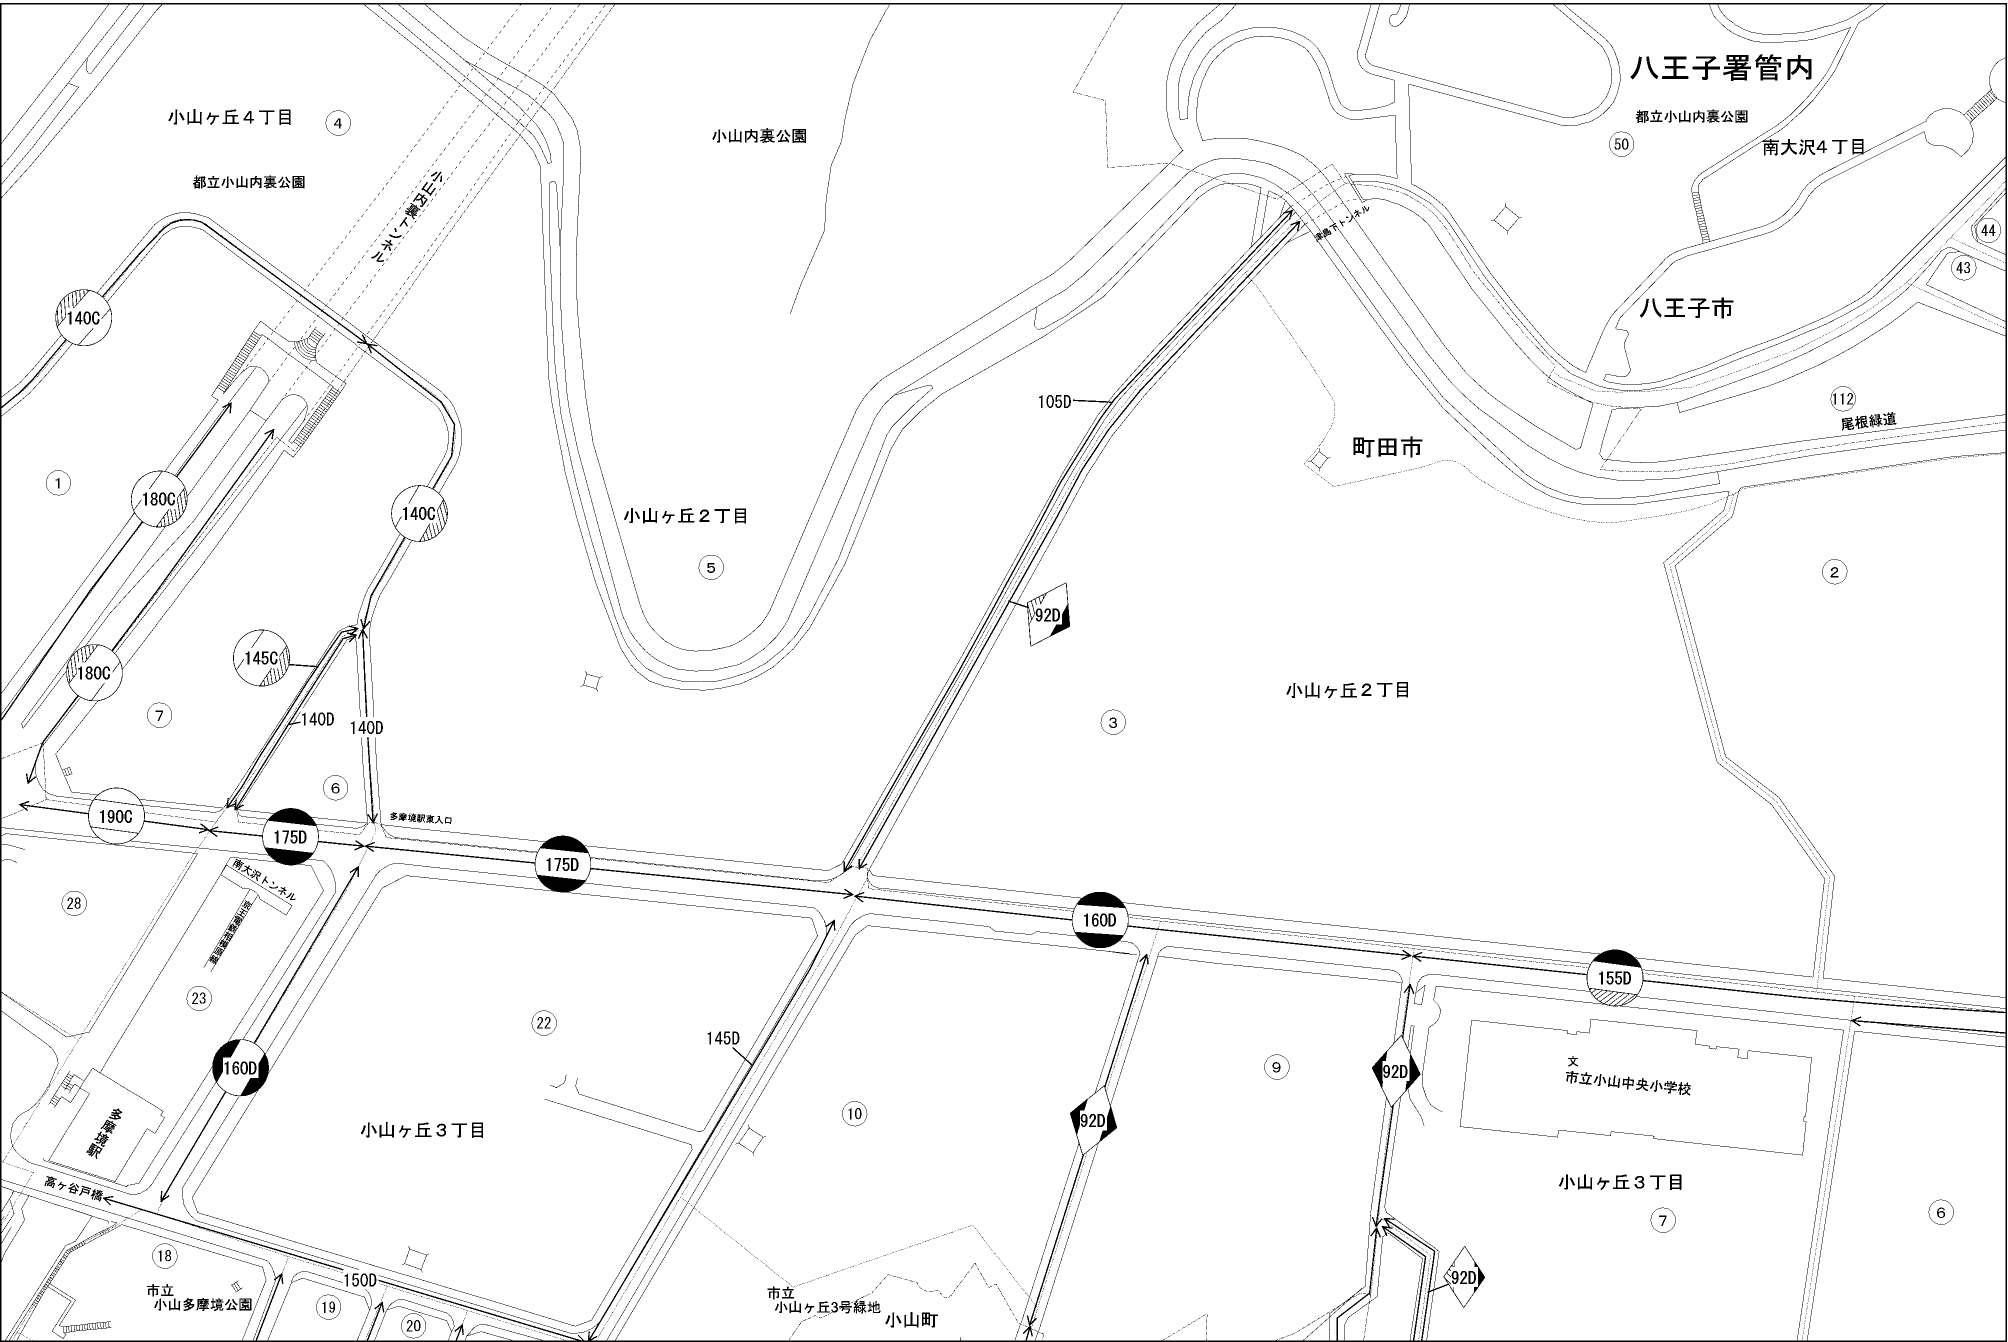 八王子署管内
小山ヶ丘４丁目
4
都立小山内裏公園
50
小山内裏公園
南大沢４丁目
都立小山内裏公園
小山内裏トンネル
44
43
140C
八王子市
105D
112
尾根緑道
町田市
1
180C
140C
小山ヶ丘２丁目
5
2
92D
145C
180C
小山ヶ丘２丁目
7
140D
140D
3
6
190C
多摩境駅東入口
175D
175D
南大沢トンネル
28
160D
155D
23
22
145D
160D
文
市立小山中央小学校
9
92D
10
92D
小山ヶ丘３丁目
多摩境駅
高ヶ谷戸橋
小山ヶ丘３丁目
7
6
18
150D
92D
市立
小山多摩境公園
19
20
市立
小山ヶ丘3号緑地
小山町